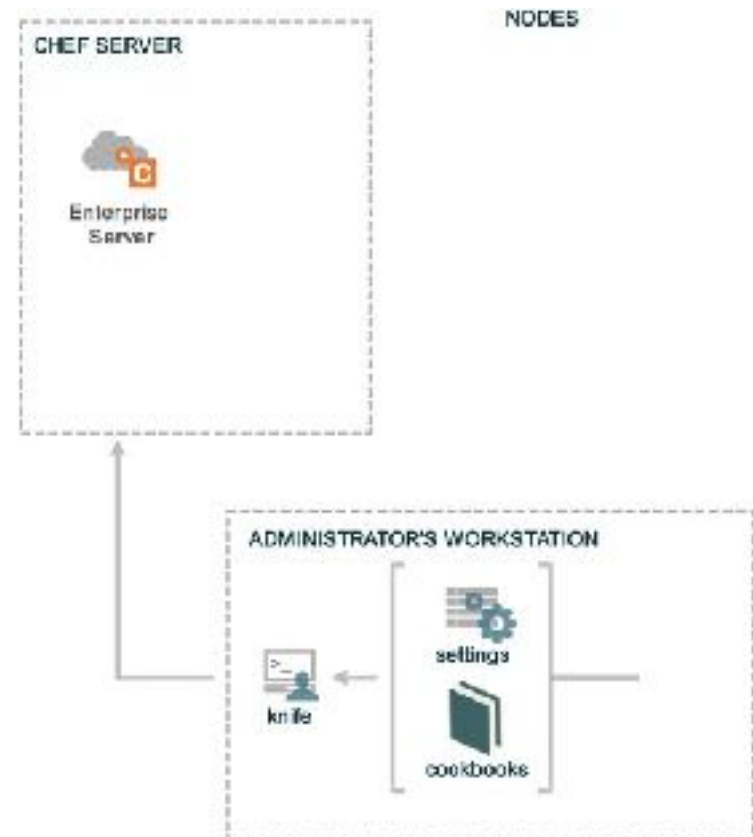 NODES
CHEF SERVER
C
Enterprise
Server
ADMINISTRATOR'S WORKSTATION
settings
>_
knife
cookbooks